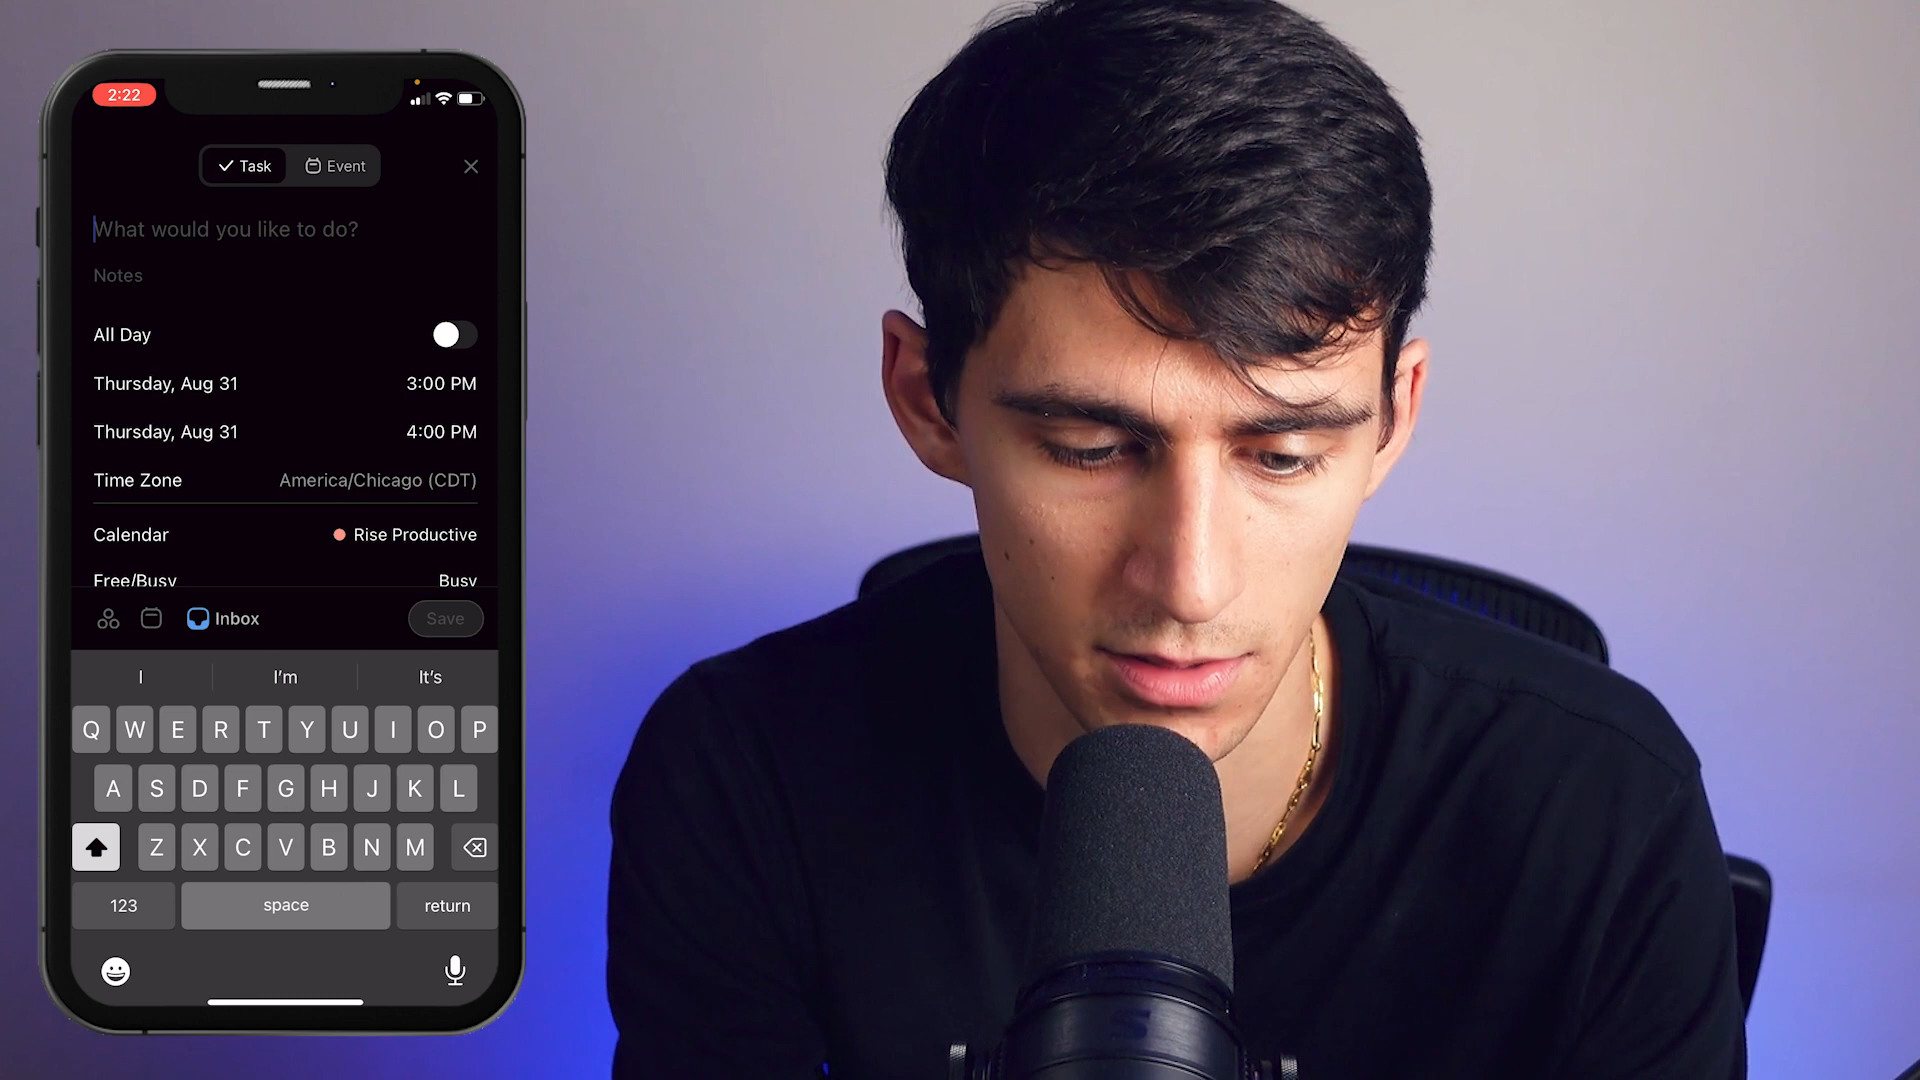 2:22
Task Event
What would you like to do?
Notes
All Day
Thursday, Aug 31 3:00 PM
Thursday, Aug 31 4:00 PM
Time Zone America/Chicago (CDT)
Calendar Rise Productive
Free/Busy Busy
Inbox Save
I I'm It's
Q W E R T Y U I O P
A S D F G H J K L
Z X C V B N M
123 space return